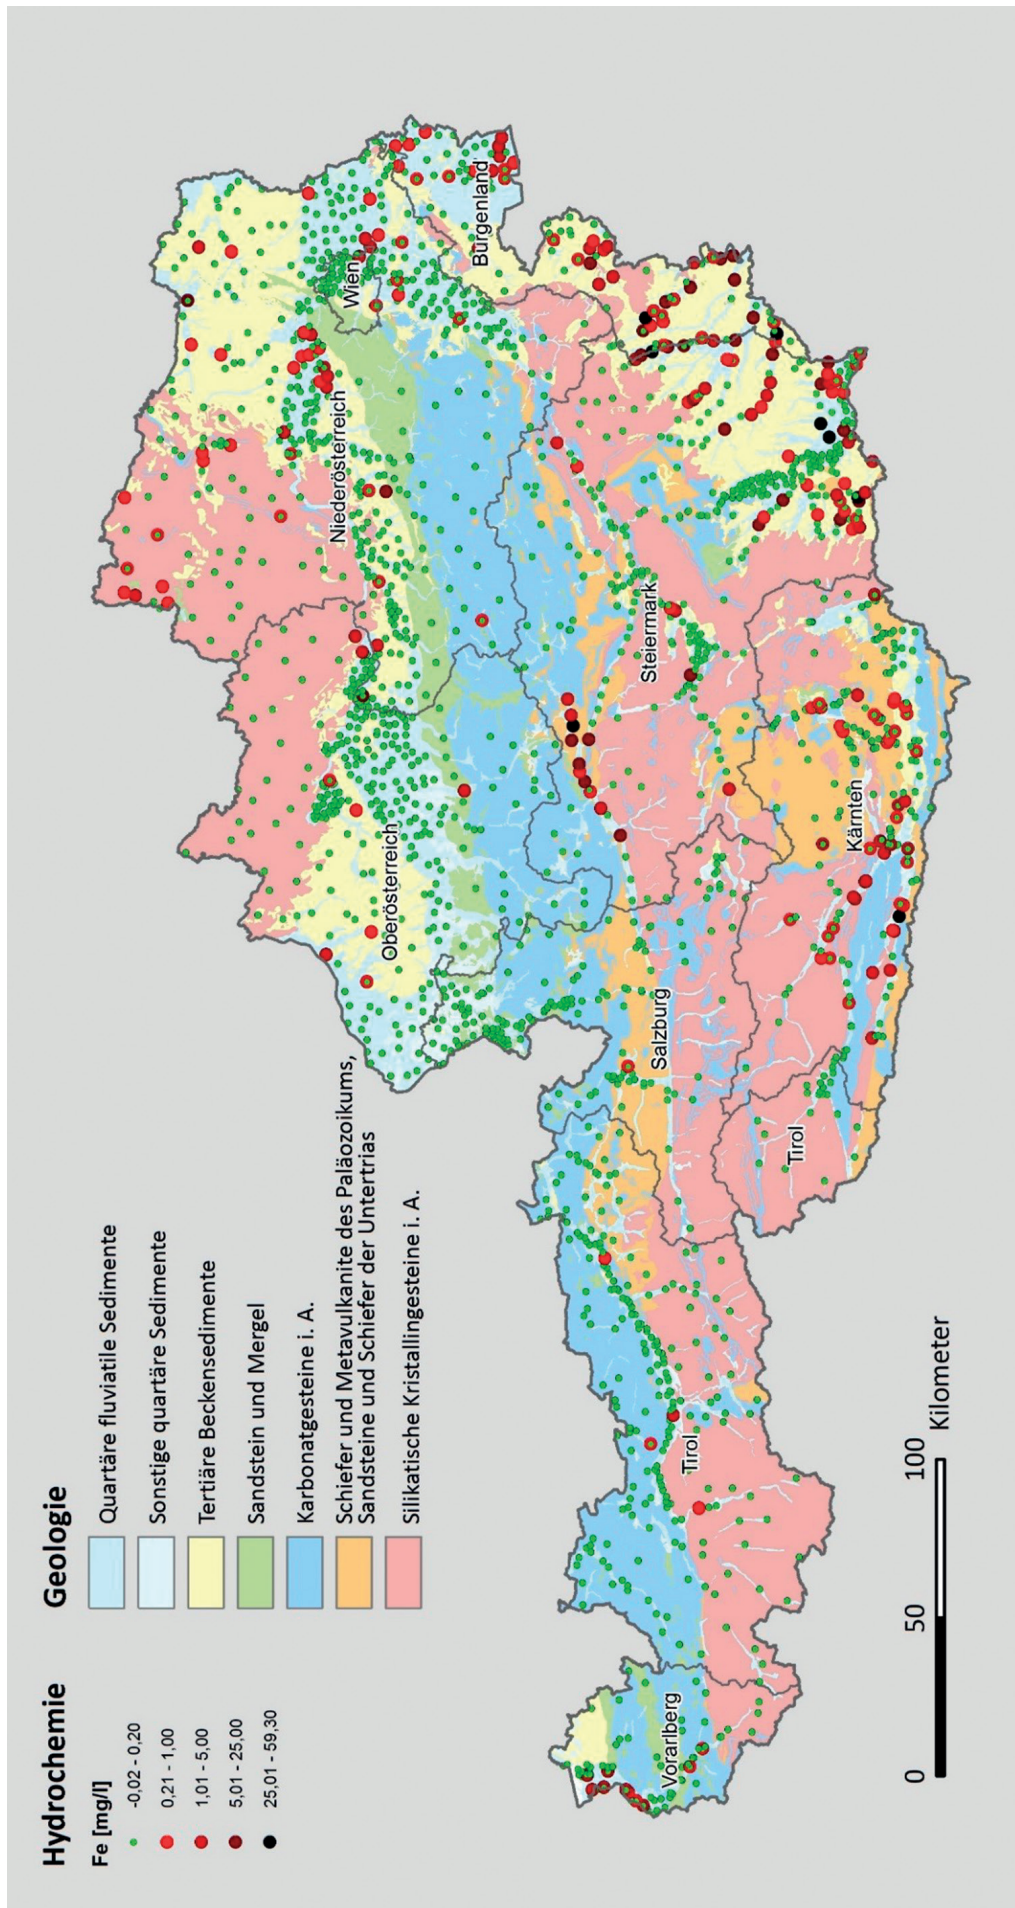 Hydrochemie
Fe [mg/l]
-0,02 - 0,20
0,21 - 1,00
1,01 - 5,00
5,01 - 25,00
25,01 - 59,30
Geologie
Quartäre fluviatile Sedimente
Sonstige quartäre Sedimente
Tertiäre Beckensedimente
Sandstein und Mergel
Karbonatgesteine i. A.
Schiefer und Metavulkanite des Paläozoikums,
Sandsteine und Schiefer der Untertrias
Silikatische Kristallingesteine i. A.
Niederösterreich
Wien
Oberösterreich
Burgenland
Steiermark
Salzburg
Kärnten
Tirol
Tirol
Vorarlberg
0 50 100
Kilometer